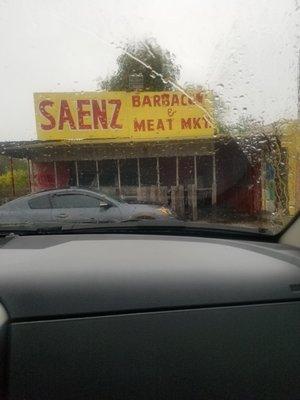 SAENZ
BARBACOA
&
MEAT MKT.